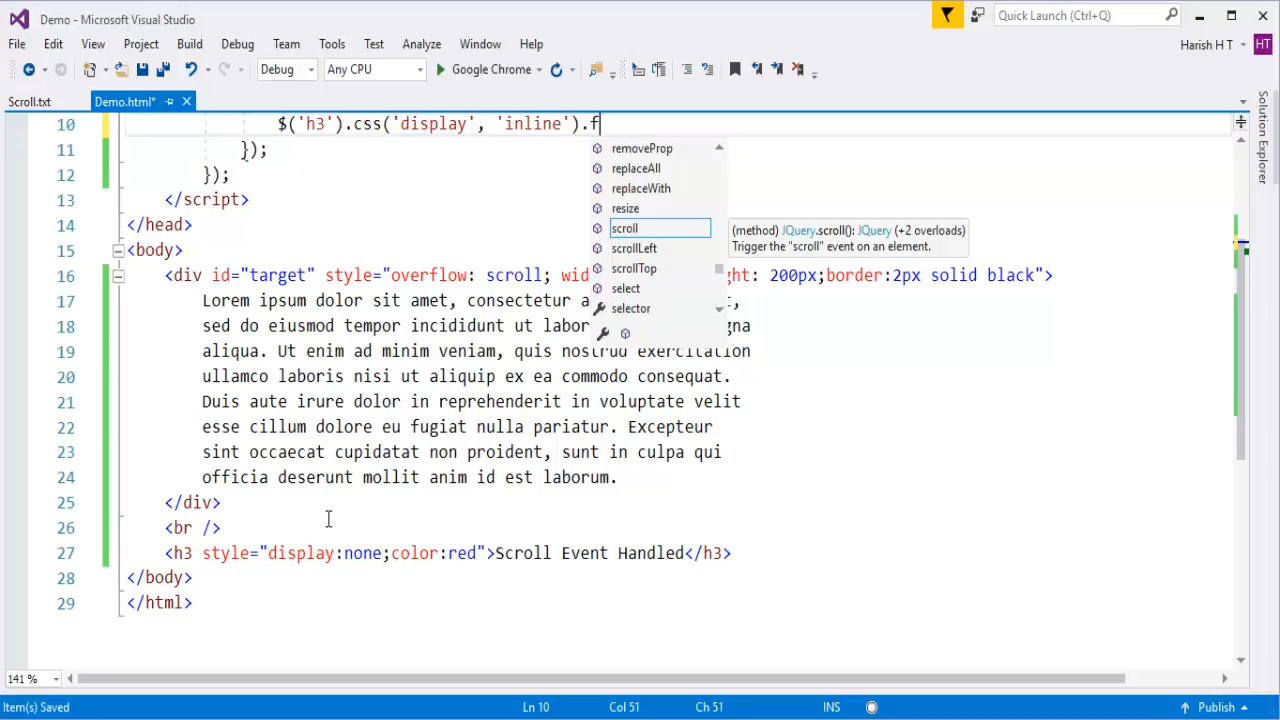 Demo - Microsoft Visual Studio
Quick Launch (Ctrl+Q)
File Edit View Project Build Debug Team Tools Test Analyze Window Help
Harish H T HT
Debug Any CPU Google Chrome
Scroll.txt Demo.html*
Solution Explorer
10 $('h3').css('display', 'inline').f
11 });
12 });
13 </script>
14 </head>
15 <body>
16 <div id="target" style="overflow: scroll; wid ght: 200px;border:2px solid black">
17 Lorem ipsum dolor sit amet, consectetur a t,
18 sed do eiusmod tempor incididunt ut labor gna
19 aliqua. Ut enim ad minim veniam, quis nostrud exercitation
20 ullamco laboris nisi ut aliquip ex ea commodo consequat.
21 Duis aute irure dolor in reprehenderit in voluptate velit
22 esse cillum dolore eu fugiat nulla pariatur. Excepteur
23 sint occaecat cupidatat non proident, sunt in culpa qui
24 officia deserunt mollit anim id est laborum.
25 </div>
26 <br />
27 <h3 style="display:none;color:red">Scroll Event Handled</h3>
28 </body>
29 </html>
removeProp
replaceAll
replaceWith
resize
scroll
scrollLeft
scrollTop
select
selector
(method) JQuery.scroll(): JQuery (+2 overloads)
Trigger the "scroll" event on an element.
141 %
Item(s) Saved Ln 10 Col 51 Ch 51 INS Publish